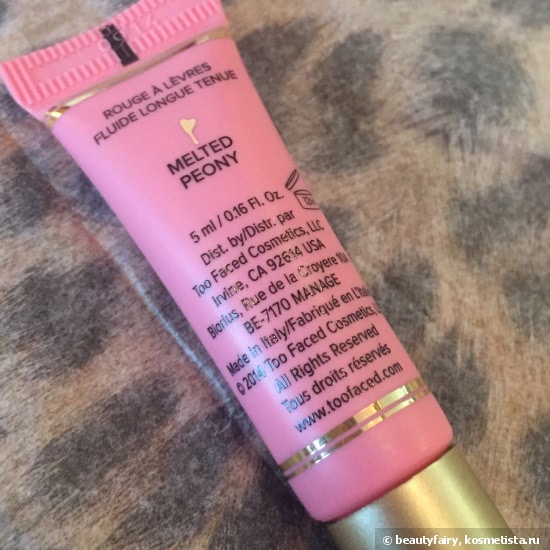 ROUGE À LÈVRES
FLUIDE LONGUE TENUE
MELTED
PEONY
5 ml / 0.16 Fl. Oz.
Dist. by/Distr. par
Too Faced Cosmetics, LLC
Irvine, CA 92614 USA
Biorius, Rue de la
BE-7170 MANAGE
Made in Italy/Fabriqué en
© 2014 Too Faced Cosmetics,
All Rights Reserved
Tous droits réservés
www.toofaced.com
© beautyfairy, kosmetista.ru